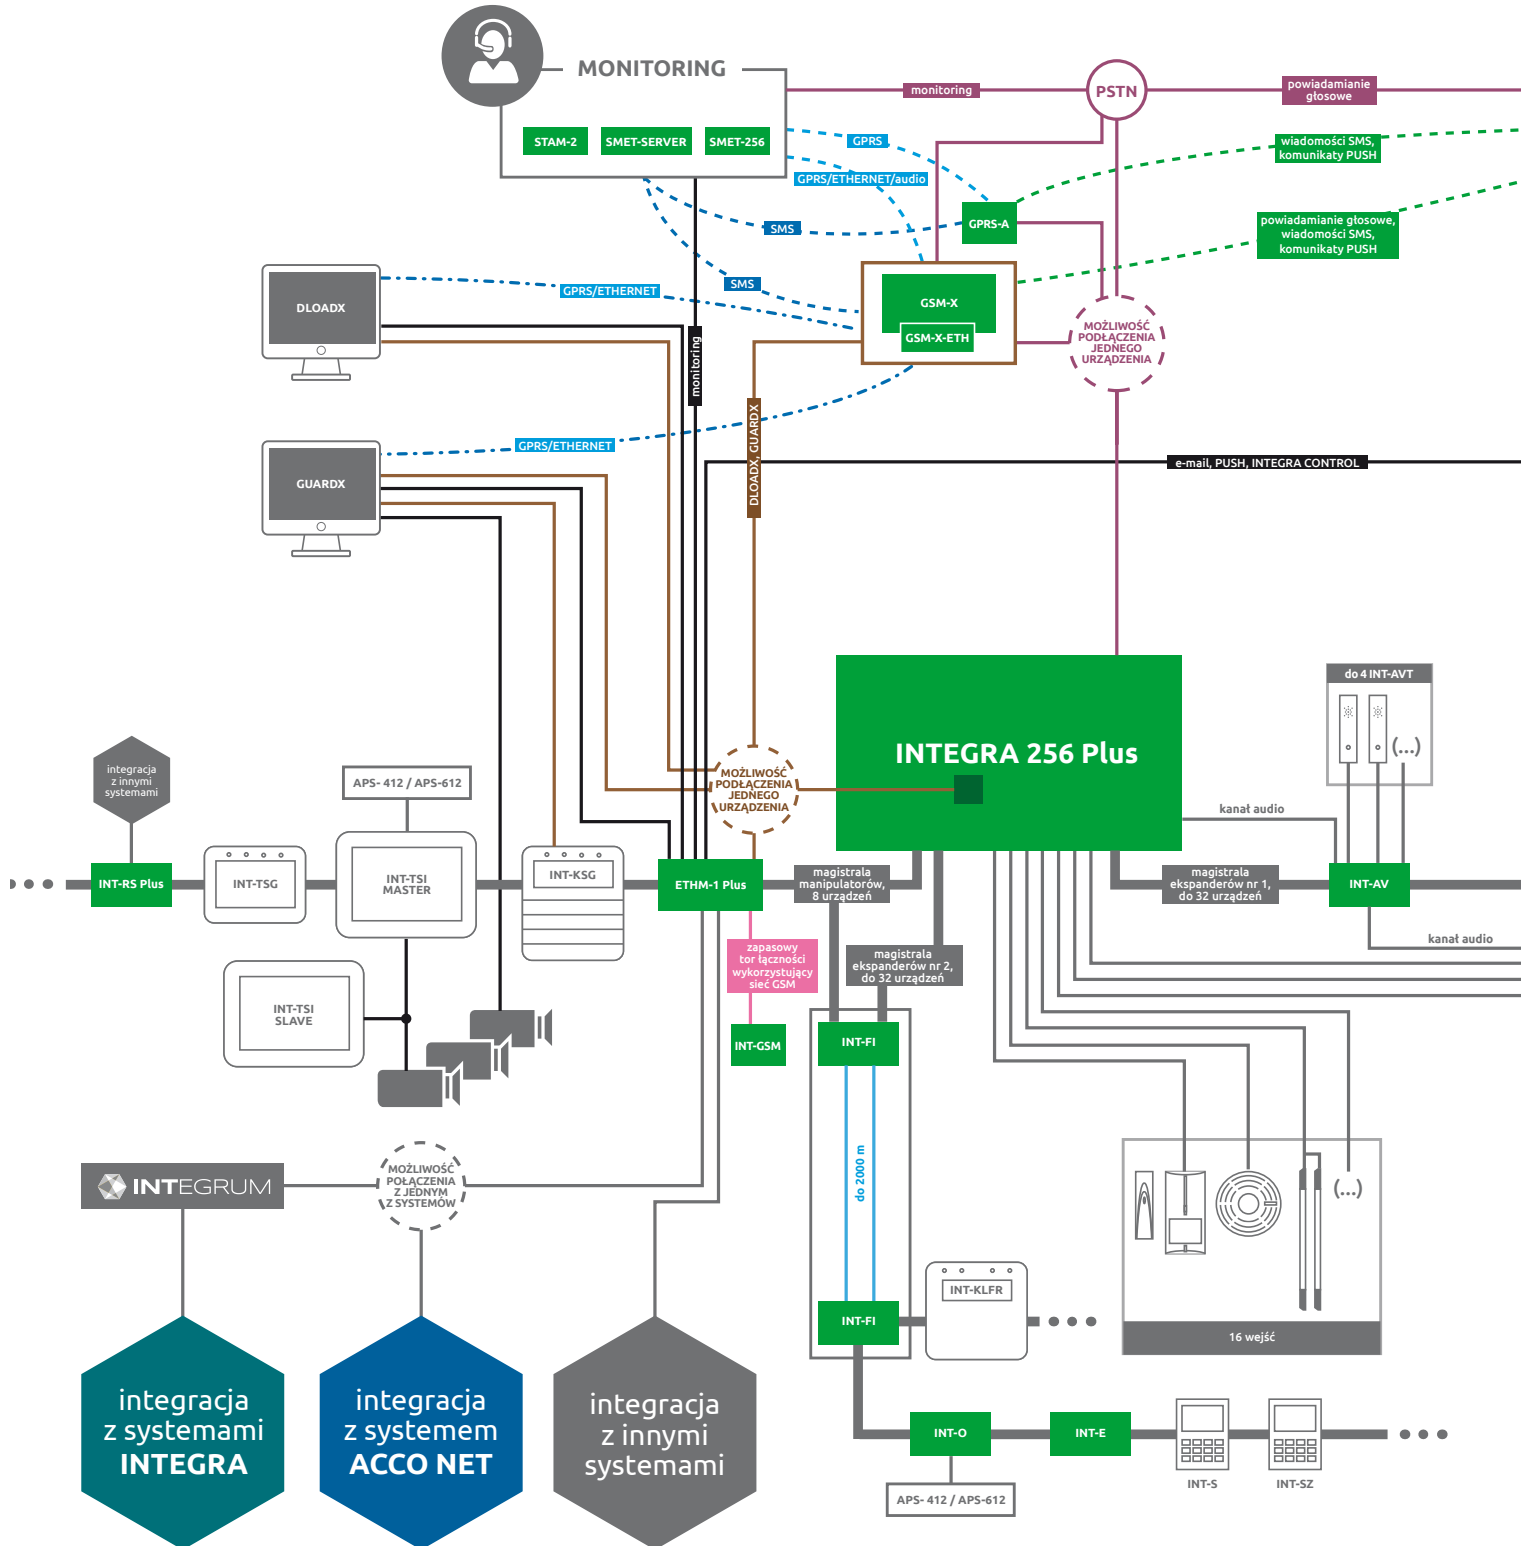 MONITORING
STAM-2
SMET-SERVER
SMET-256
monitoring
PSTN
powiadamianie
głosowe
GPRS
wiadomości SMS,
komunikaty PUSH
GPRS/ETHERNET/audio
SMS
GPRS-A
powiadamianie głosowe,
wiadomości SMS,
komunikaty PUSH
SMS
GPRS/ETHERNET
DLOADX
GSM-X
GSM-X-ETH
MOŻLIWOŚĆ
PODŁĄCZENIA
JEDNEGO
URZĄDZENIA
monitoring
DLOADX, GUARDX
GPRS/ETHERNET
GUARDX
e-mail, PUSH, INTEGRA CONTROL
do 4 INT-AVT
(...)
INTEGRA 256 Plus
integracja
z innymi
systemami
APS- 412 / APS-612
MOŻLIWOŚĆ
PODŁĄCZENIA
JEDNEGO
URZĄDZENIA
kanał audio
INT-RS Plus
INT-TSG
INT-TSI
MASTER
INT-KSG
ETHM-1 Plus
magistrala
manipulatorów,
8 urządzeń
magistrala
ekspanderów nr 1,
do 32 urządzeń
INT-AV
kanał audio
zapasowy
tor łączności
wykorzystujący
sieć GSM
magistrala
ekspanderów nr 2,
do 32 urządzeń
INT-TSI
SLAVE
INT-GSM
INT-FI
do 2000 m
MOŻLIWOŚĆ
POŁĄCZENIA
Z JEDNYM
Z SYSTEMÓW
INTEGRUM
(...)
INT-KLFR
INT-FI
16 wejść
integracja
z systemami
INTEGRA
integracja
z systemem
ACCO NET
integracja
z innymi
systemami
INT-O
INT-E
INT-S
INT-SZ
APS- 412 / APS-612